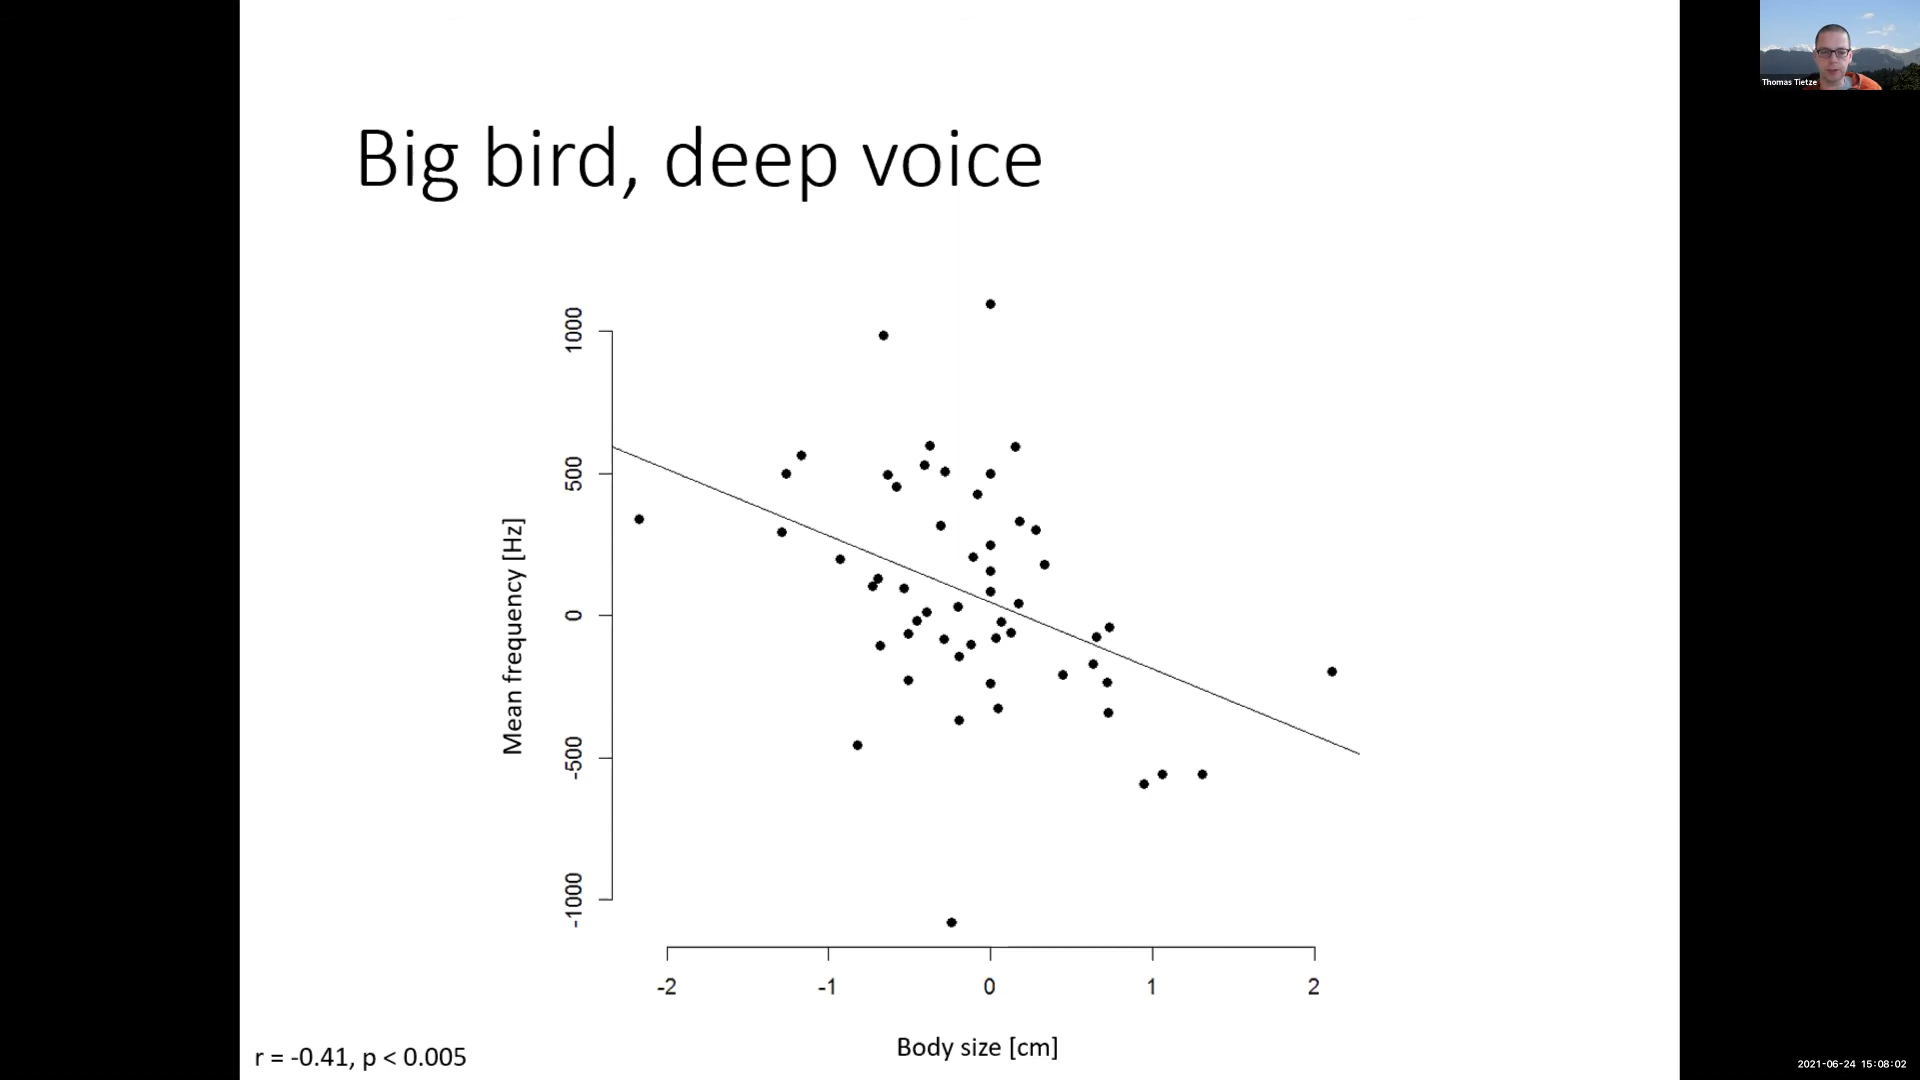 Thomas Tietze
Big bird, deep voice
Mean frequency [Hz]
1000
500
0
-500
-1000
-2
-1
0
1
2
Body size [cm]
r = -0.41, p < 0.005
2021-06-24 15:08:02